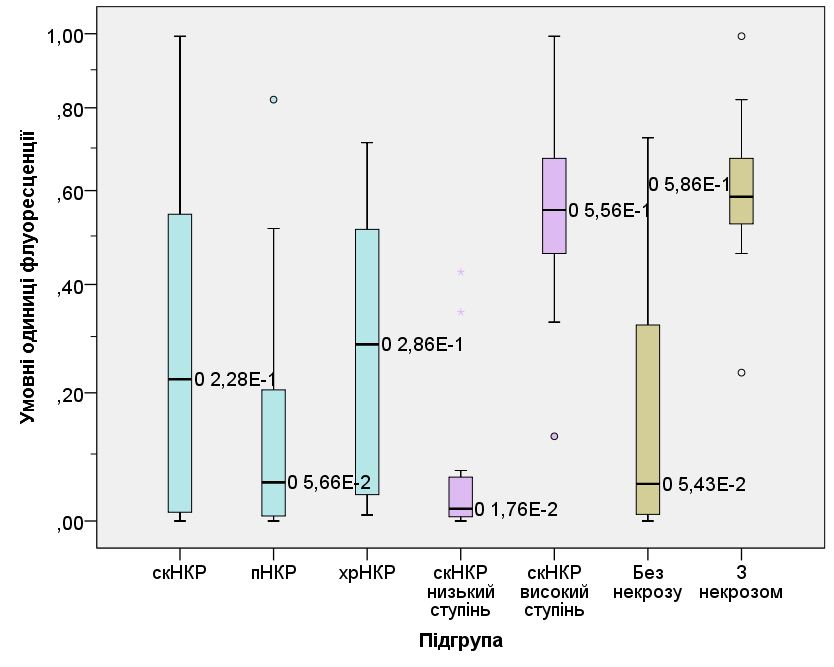 Умовні одиниці флуоресценції
1,00
,80
,60
,40
,20
,00
0 2,28E-1
0 5,66E-2
0 2,86E-1
0 1,76E-2
0 5,56E-1
0 5,43E-2
0 5,86E-1
скНКР
пНКР
хрНКР
скНКР
низький
ступінь
скНКР
високий
ступінь
Без
некрозу
З
некрозом
Підгрупа